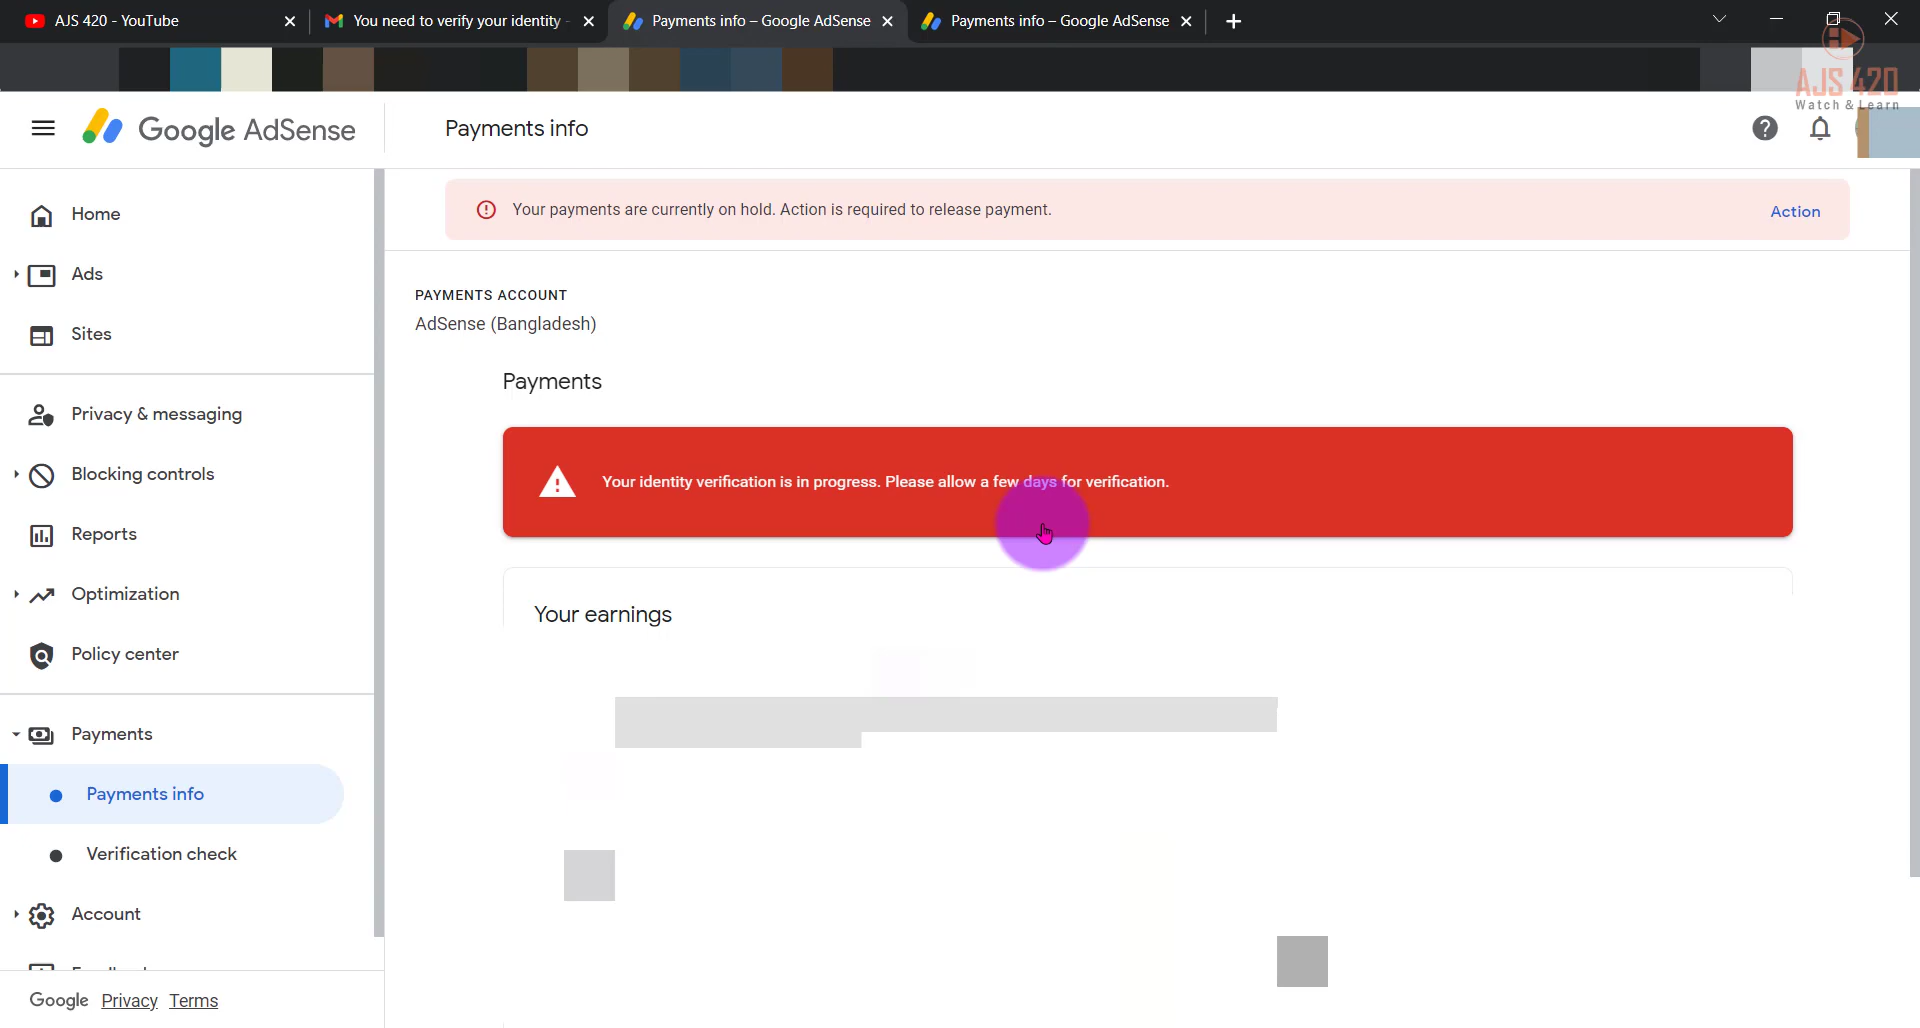 AJS 420 - YouTube
You need to verify your identity -
Payments info – Google AdSense
Payments info – Google AdSense
AJS 420
Watch & Learn
Google AdSense
Payments info
Home
Ads
Sites
Privacy & messaging
Blocking controls
Reports
Optimization
Policy center
Payments
Payments info
Verification check
Account
Google Privacy Terms
Your payments are currently on hold. Action is required to release payment.
Action
PAYMENTS ACCOUNT
AdSense (Bangladesh)
Payments
Your identity verification is in progress. Please allow a few days for verification.
Your earnings